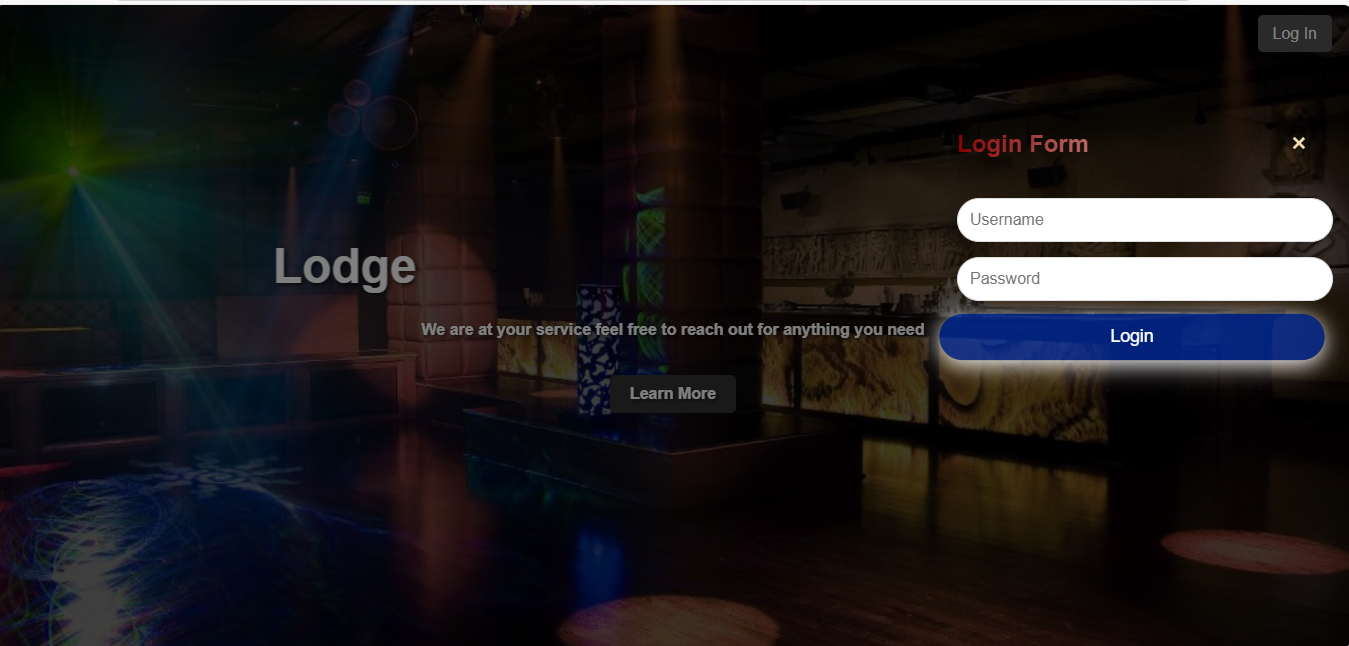 Log In
Login Form
×
Username
Password
Lodge
We are at your service feel free to reach out for anything you need
Login
Learn More